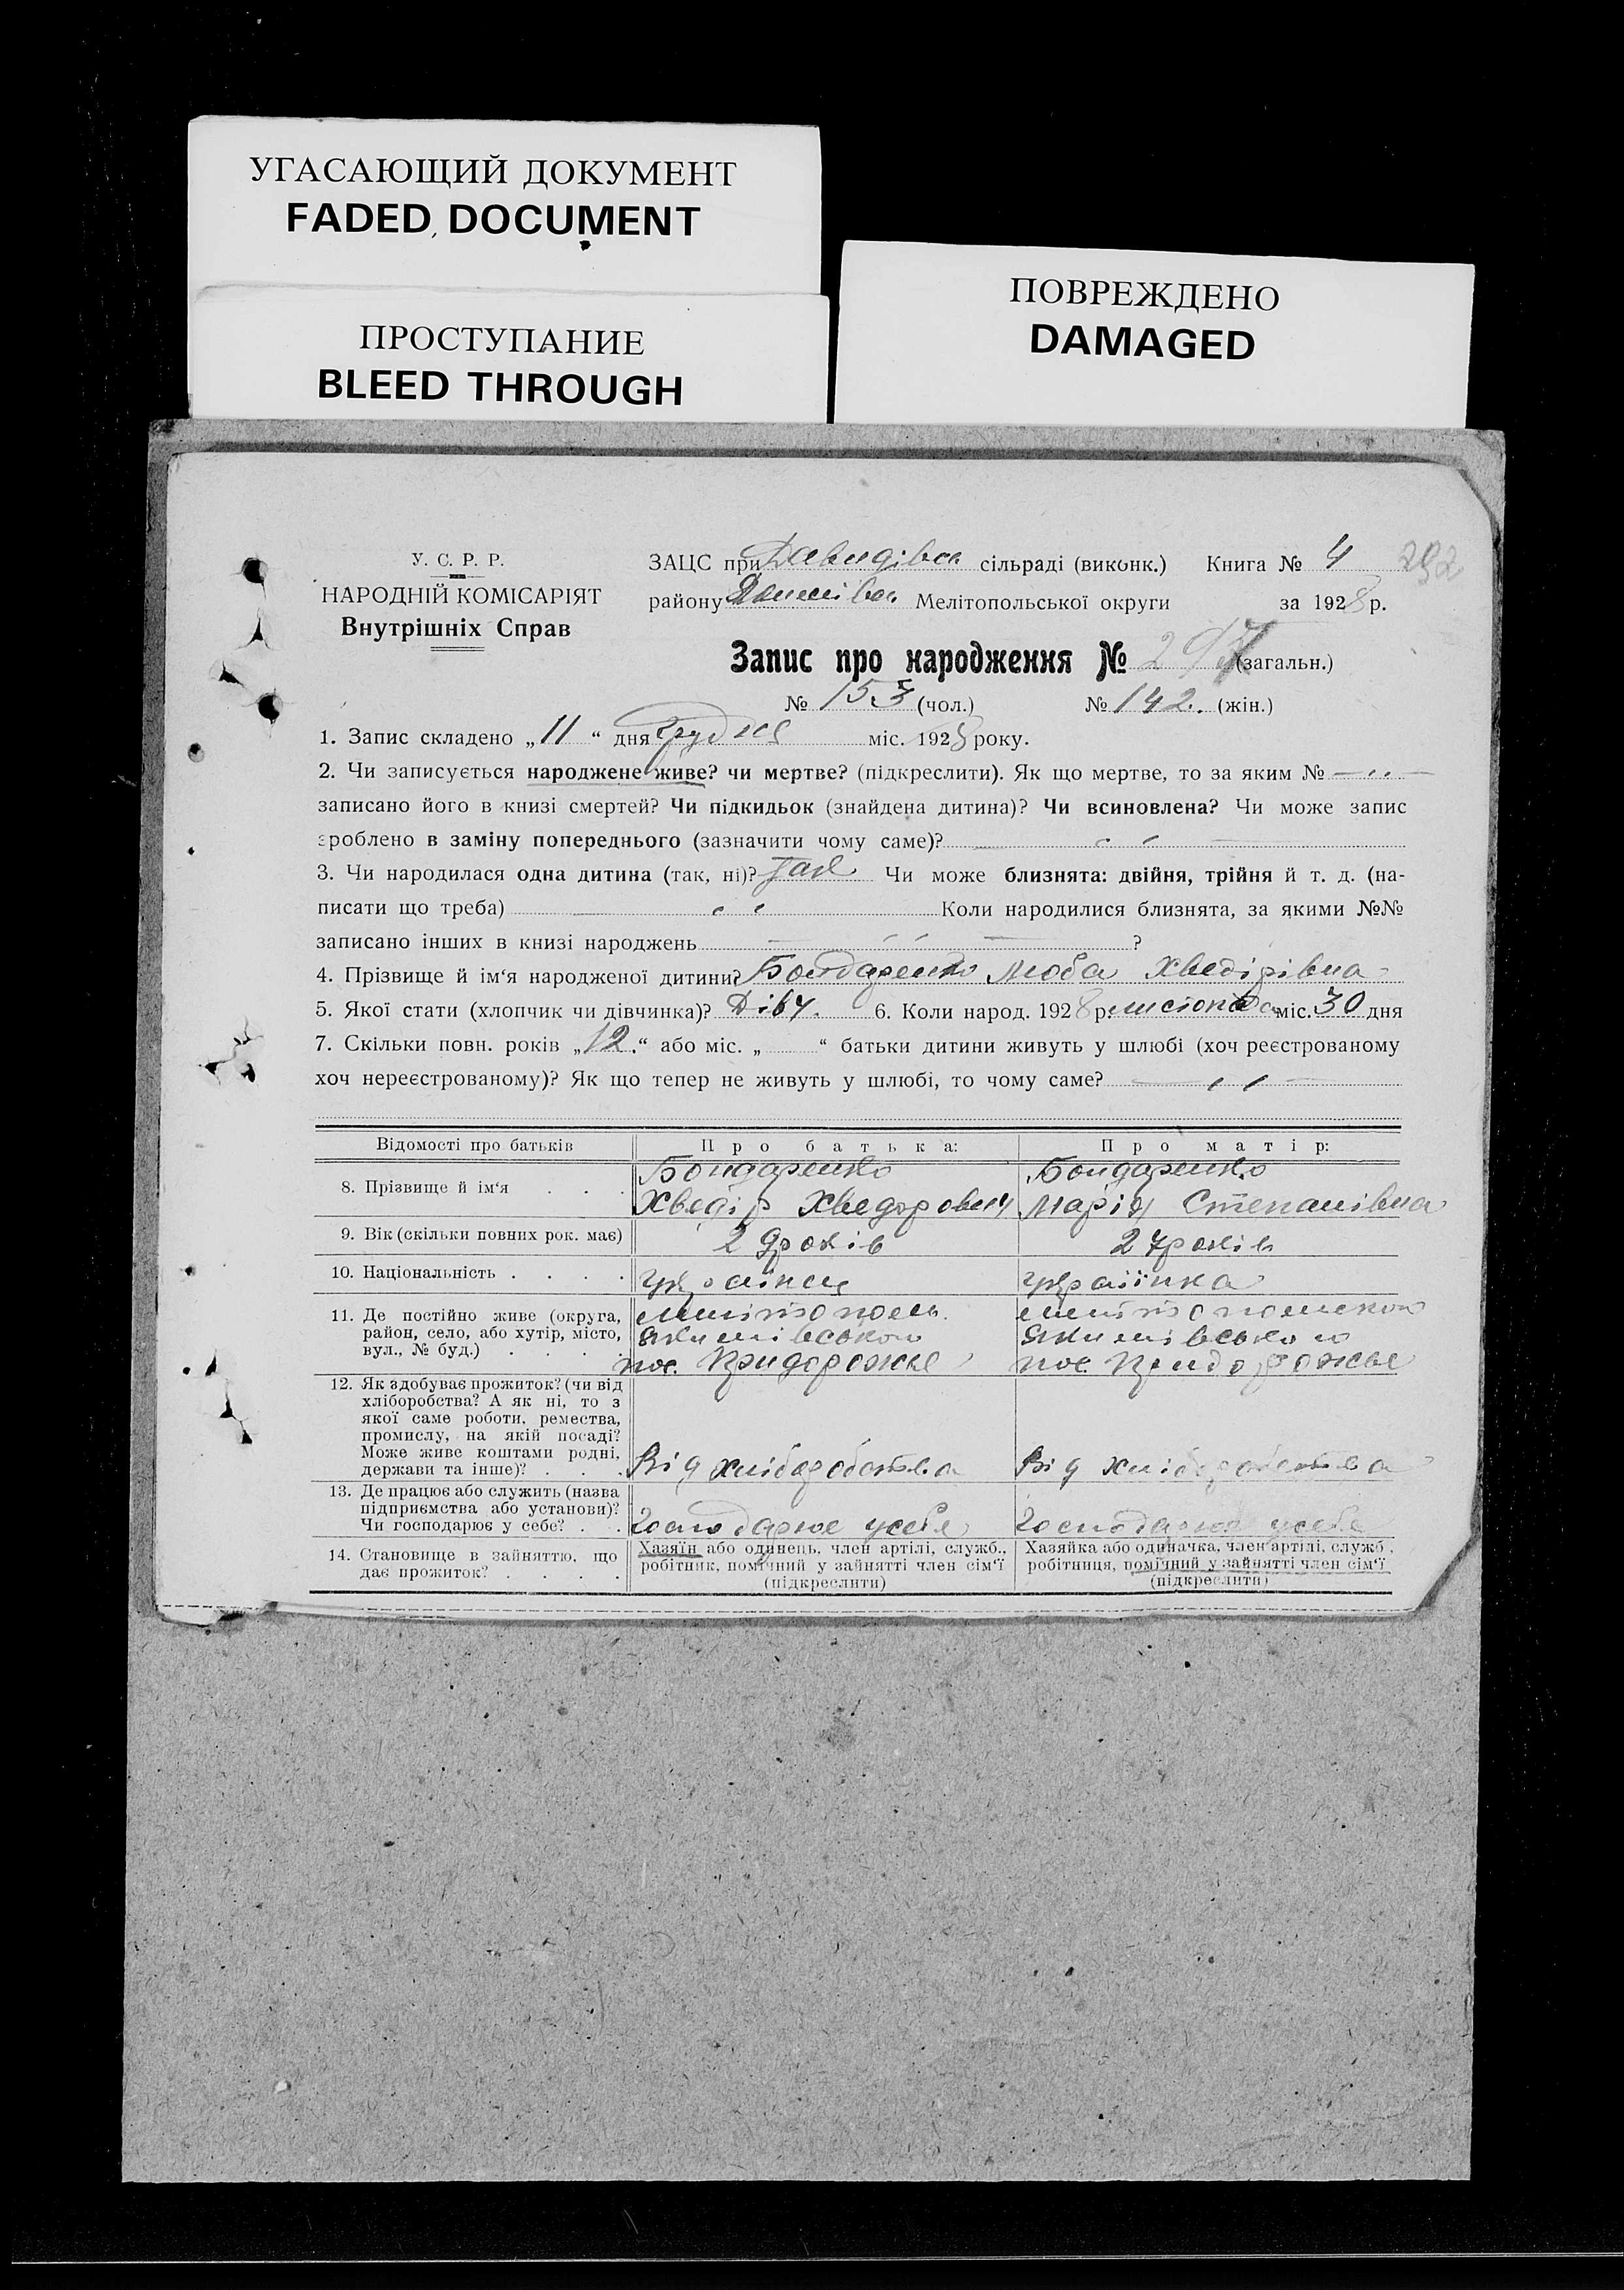 УГАСАЮЩИЙ ДОКУМЕНТ
FADED DOCUMENT
ПРОСТУПАНИЕ
BLEED THROUGH
ПОВРЕЖДЕНО
DAMAGED
У. С. Р. Р.
НАРОДНІЙ КОМІСАРІЯТ
Внутрішніх Справ
ЗАЦС при Давидівск сільраді (виконк.) Книга № 4 292
району Мелітопольської округи за 1928 р.
Запис про народження № (загальн.)
№ 153 (чол.) № 142. (жін.)
1. Запис складено „11“ дня грудня міс. 1928 року.
2. Чи записується народжене живе? чи мертве? (підкреслити). Як що мертве, то за яким № — „ —
записано його в книзі смертей? Чи підкидьок (знайдена дитина)? Чи всиновлена? Чи може запис
зроблено в заміну попереднього (зазначити чому саме)? — „ —
3. Чи народилася одна дитина (так, ні)? так Чи може близнята: двійня, трійня й т. д. (на-
писати що треба) — „ — Коли народилися близнята, за якими №№
записано інших в книзі народжень — „ — ?
4. Прізвище й ім‘я народженої дитини? Бондаренко Люба Хведірівна
5. Якої стати (хлопчик чи дівчинка)? Дівч. 6. Коли народ. 1928 р. листопада міс. 30 дня
7. Скільки повн. років „12.“ або міс. „ “ батьки дитини живуть у шлюбі (хоч реєстрованому
хоч нереєстрованому)? Як що тепер не живуть у шлюбі, то чому саме? — „ —
Відомості про батьків Про батька: Про матір:
8. Прізвище й ім‘я . . . Бондаренко Бондаренко
Хведір Хведорович Марія Степанівна
9. Вік (скільки повних рок. має) 29 років 27 років
10. Національність . . . . українець українка
11. Де постійно живе (округа, Мелітополь. Мелітопольскои
район, село, або хутір, місто, Якимівськои Якимівськои
вул., № буд.) . . . . пос. Придорожье пос. Придорожье
12. Як здобуває прожиток? (чи від
хліборобства? А як ні, то з
якої саме роботи, ремества,
промислу, на якій посаді?
Може живе коштами родні,
держави та інше)? . . . Від хліборобства Від хліборобства
13. Де працює або служить (назва
підприємства або установи)?
Чи господарює у себе? . . Господарює усебе Господарює усебе
14. Становище в зайняттю, що
дає прожиток? . . . .
Хазяїн або одинець, член артілі, служб.,
робітник, помічний у зайнятті член сім‘ї
(підкреслити)
Хазяйка або одиначка, член артілі, служб.,
робітниця, помічний у зайнятті член сім‘ї
(підкреслити)